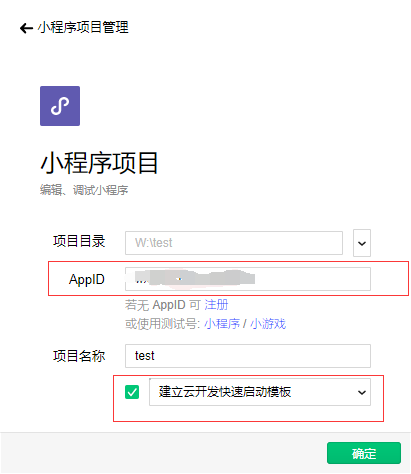 小程序项目管理
小程序项目
编辑、调试小程序
项目目录 W:\test
AppID
若无 AppID 可 注册
或使用测试号: 小程序 / 小游戏
项目名称 test
建立云开发快速启动模板
确定